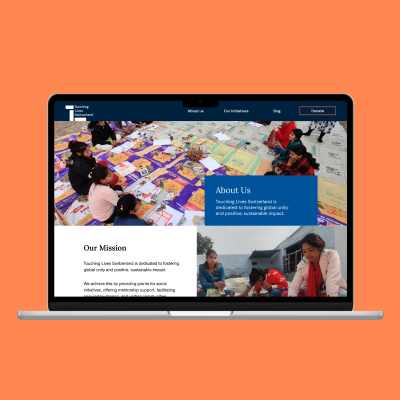 Touching
Lives
Switzerland
About us
Our Initiatives
Blog
Donate
About Us
Touching Lives Switzerland is
dedicated to fostering global unity
and positive, sustainable impact.
Our Mission
Touching Lives Switzerland is dedicated to fostering
global unity and positive, sustainable impact.
We achieve this by providing grants for social
initiatives, offering mentorship support, facilitating